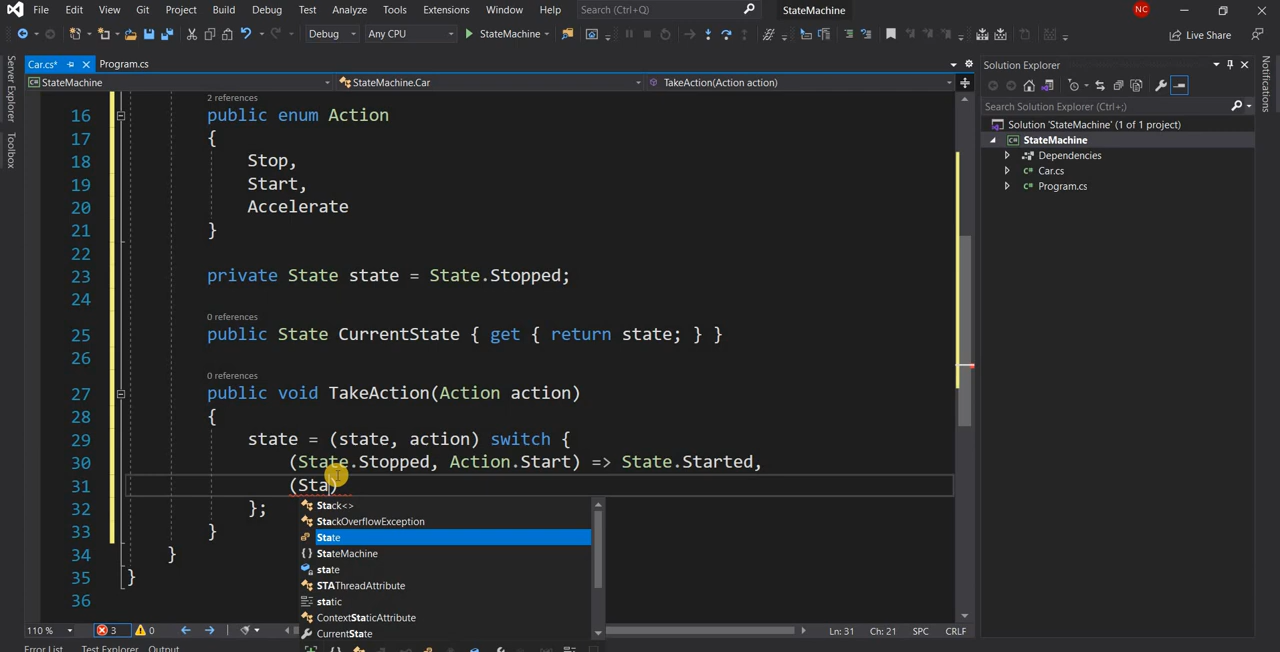 File Edit View Git Project Build Debug Test Analyze Tools Extensions Window Help Search (Ctrl+Q) StateMachine NC
Debug Any CPU StateMachine Live Share
Server Explorer
Toolbox
Notifications
Car.cs* Program.cs
StateMachine StateMachine.Car TakeAction(Action action)
2 references
16 public enum Action
17 {
18 Stop,
19 Start,
20 Accelerate
21 }
22
23 private State state = State.Stopped;
24
0 references
25 public State CurrentState { get { return state; } }
26
0 references
27 public void TakeAction(Action action)
28 {
29 state = (state, action) switch {
30 (State.Stopped, Action.Start) => State.Started,
31 (Sta)
32 };
33 }
34 }
35 }
36
Stack<>
StackOverflowException
State
StateMachine
state
STAThreadAttribute
static
ContextStaticAttribute
CurrentState
110 % 3 0 Ln: 31 Ch: 21 SPC CRLF
Error List Test Explorer Output
Solution Explorer
Search Solution Explorer (Ctrl+;)
Solution 'StateMachine' (1 of 1 project)
StateMachine
Dependencies
Car.cs
Program.cs